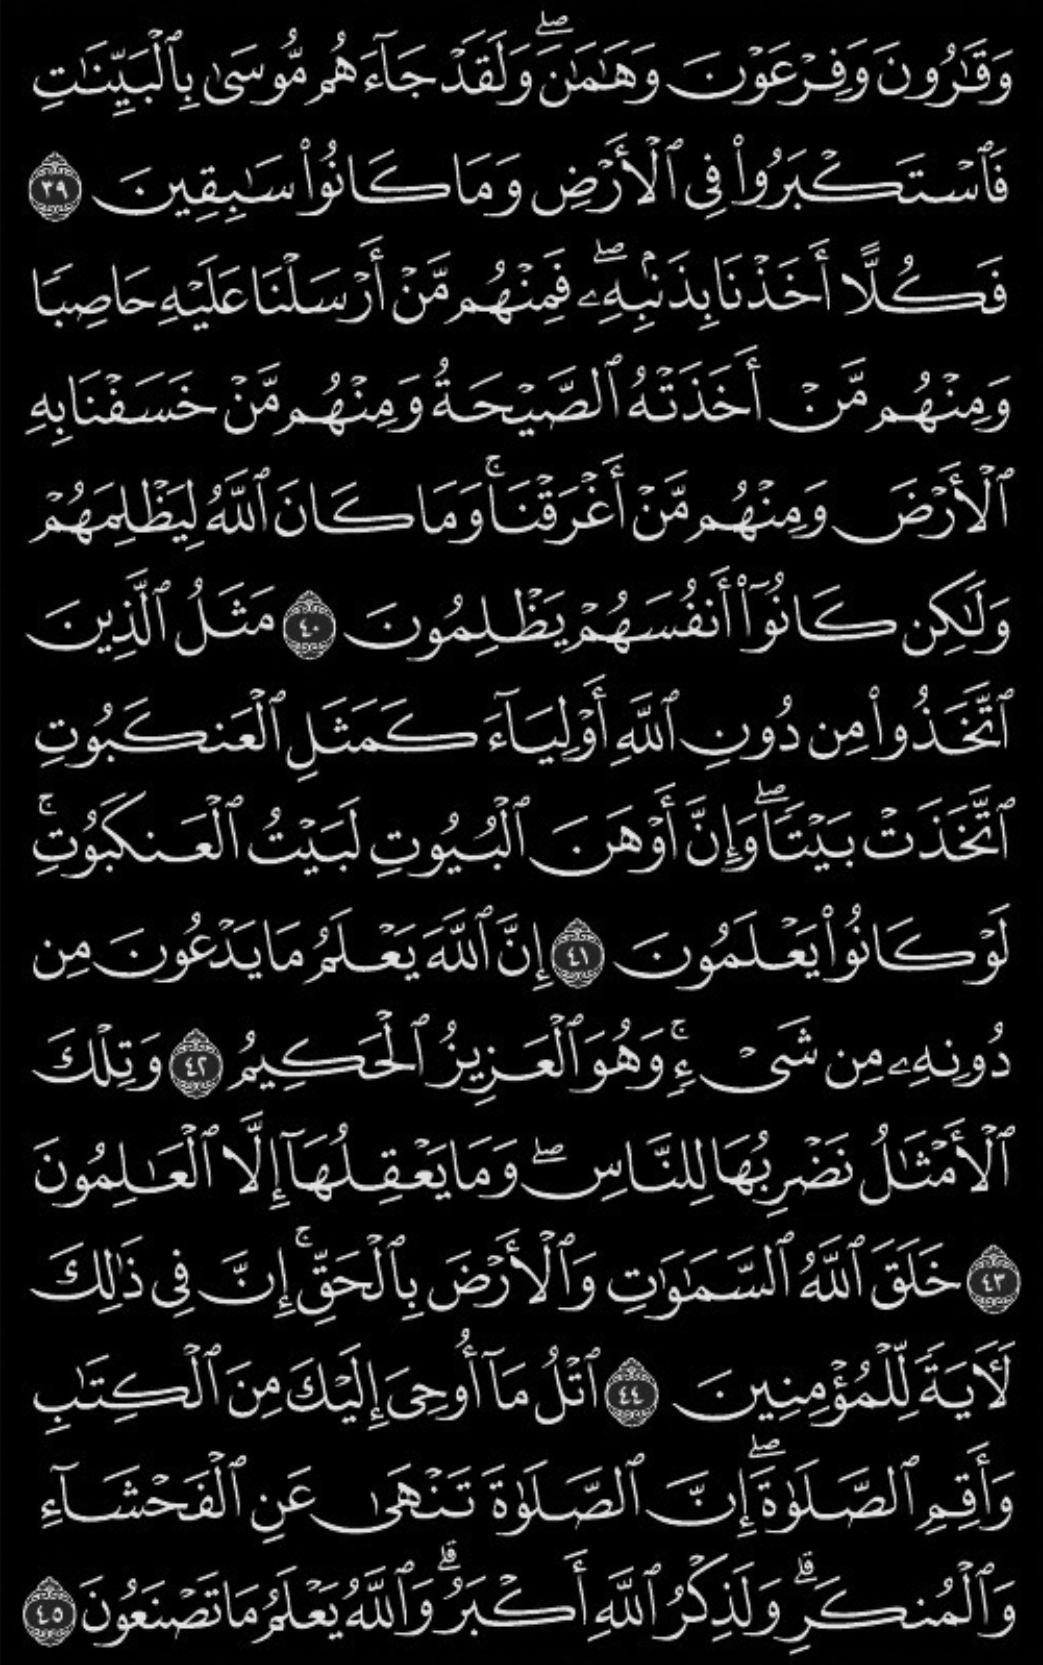 وَقَٰرُونَ وَفِرْعَوْنَ وَهَٰمَٰنَۖ وَلَقَدْ جَآءَهُم مُّوسَىٰ بِٱلْبَيِّنَٰتِ
فَٱسْتَكْبَرُوا۟ فِى ٱلْأَرْضِ وَمَا كَانُوا۟ سَٰبِقِينَ ٣٩
فَكُلًّا أَخَذْنَا بِذَنۢبِهِۦۖ فَمِنْهُم مَّنْ أَرْسَلْنَا عَلَيْهِ حَاصِبًا
وَمِنْهُم مَّنْ أَخَذَتْهُ ٱلصَّيْحَةُ وَمِنْهُم مَّنْ خَسَفْنَا بِهِ
ٱلْأَرْضَ وَمِنْهُم مَّنْ أَغْرَقْنَاۚ وَمَا كَانَ ٱللَّهُ لِيَظْلِمَهُمْ
وَلَٰكِن كَانُوٓا۟ أَنفُسَهُمْ يَظْلِمُونَ ٤٠ مَثَلُ ٱلَّذِينَ
ٱتَّخَذُوا۟ مِن دُونِ ٱللَّهِ أَوْلِيَآءَ كَمَثَلِ ٱلْعَنكَبُوتِ
ٱتَّخَذَتْ بَيْتًاۖ وَإِنَّ أَوْهَنَ ٱلْبُيُوتِ لَبَيْتُ ٱلْعَنكَبُوتِۚ
لَوْ كَانُوا۟ يَعْلَمُونَ ٤١ إِنَّ ٱللَّهَ يَعْلَمُ مَا يَدْعُونَ مِن
دُونِهِۦ مِن شَىْءٍۚ وَهُوَ ٱلْعَزِيزُ ٱلْحَكِيمُ ٤٢ وَتِلْكَ
ٱلْأَمْثَٰلُ نَضْرِبُهَا لِلنَّاسِۖ وَمَا يَعْقِلُهَآ إِلَّا ٱلْعَٰلِمُونَ
٤٣ خَلَقَ ٱللَّهُ ٱلسَّمَٰوَٰتِ وَٱلْأَرْضَ بِٱلْحَقِّۚ إِنَّ فِى ذَٰلِكَ
لَءَايَةً لِّلْمُؤْمِنِينَ ٤٤ ٱتْلُ مَآ أُوحِىَ إِلَيْكَ مِنَ ٱلْكِتَٰبِ
وَأَقِمِ ٱلصَّلَوٰةَۖ إِنَّ ٱلصَّلَوٰةَ تَنْهَىٰ عَنِ ٱلْفَحْشَآءِ
وَٱلْمُنكَرِۗ وَلَذِكْرُ ٱللَّهِ أَكْبَرُۗ وَٱللَّهُ يَعْلَمُ مَا تَصْنَعُونَ ٤٥